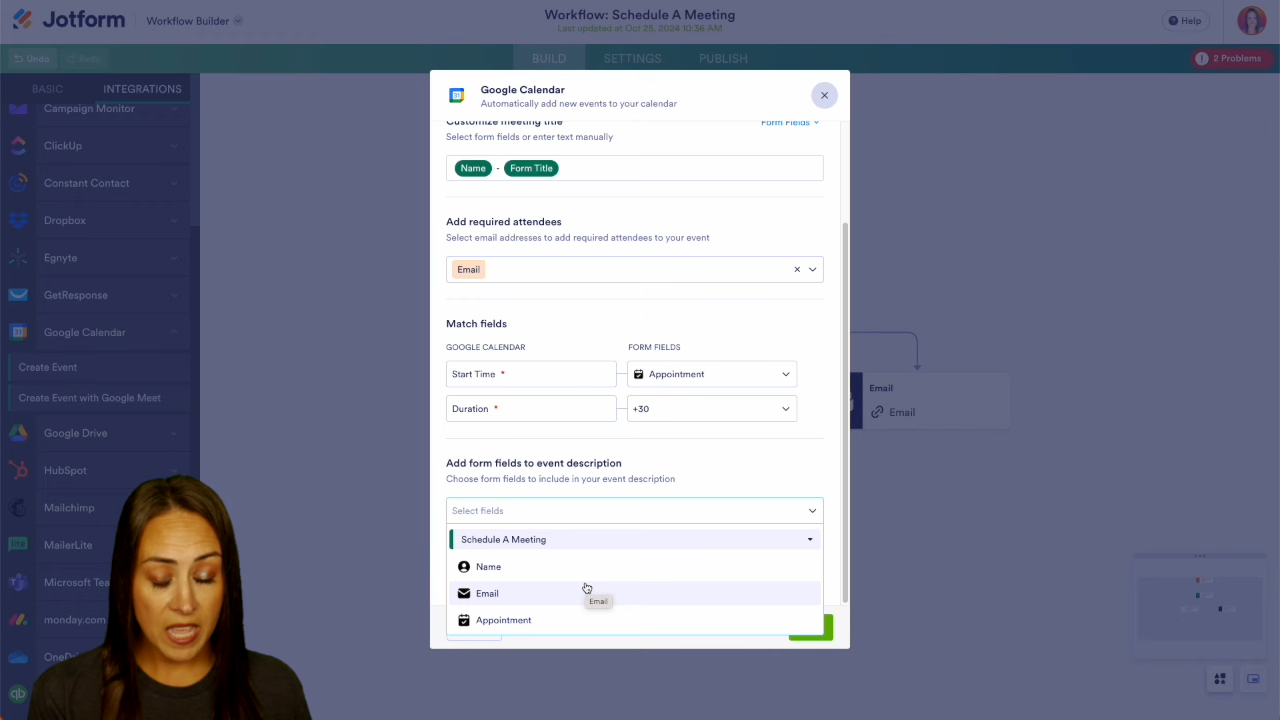 Jotform
Workflow Builder
Workflow: Schedule A Meeting
Last updated at Oct 25, 2024 10:36 AM
Help
Undo
Redo
BUILD
SETTINGS
PUBLISH
2 Problems
BASIC
INTEGRATIONS
Campaign Monitor
ClickUp
Constant Contact
Dropbox
Egnyte
GetResponse
Google Calendar
Create Event
Create Event with Google Meet
Google Drive
HubSpot
Mailchimp
MailerLite
Microsoft Tea
monday.com
OneD
Google Calendar
Automatically add new events to your calendar
Customize meeting title
Form Fields
Select form fields or enter text manually
Name - Form Title
Add required attendees
Select email addresses to add required attendees to your event
Email
Match fields
GOOGLE CALENDAR
FORM FIELDS
Start Time *
Appointment
Duration *
+30
Add form fields to event description
Choose form fields to include in your event description
Select fields
Schedule A Meeting
Name
Email
Email
Appointment
Email
Email